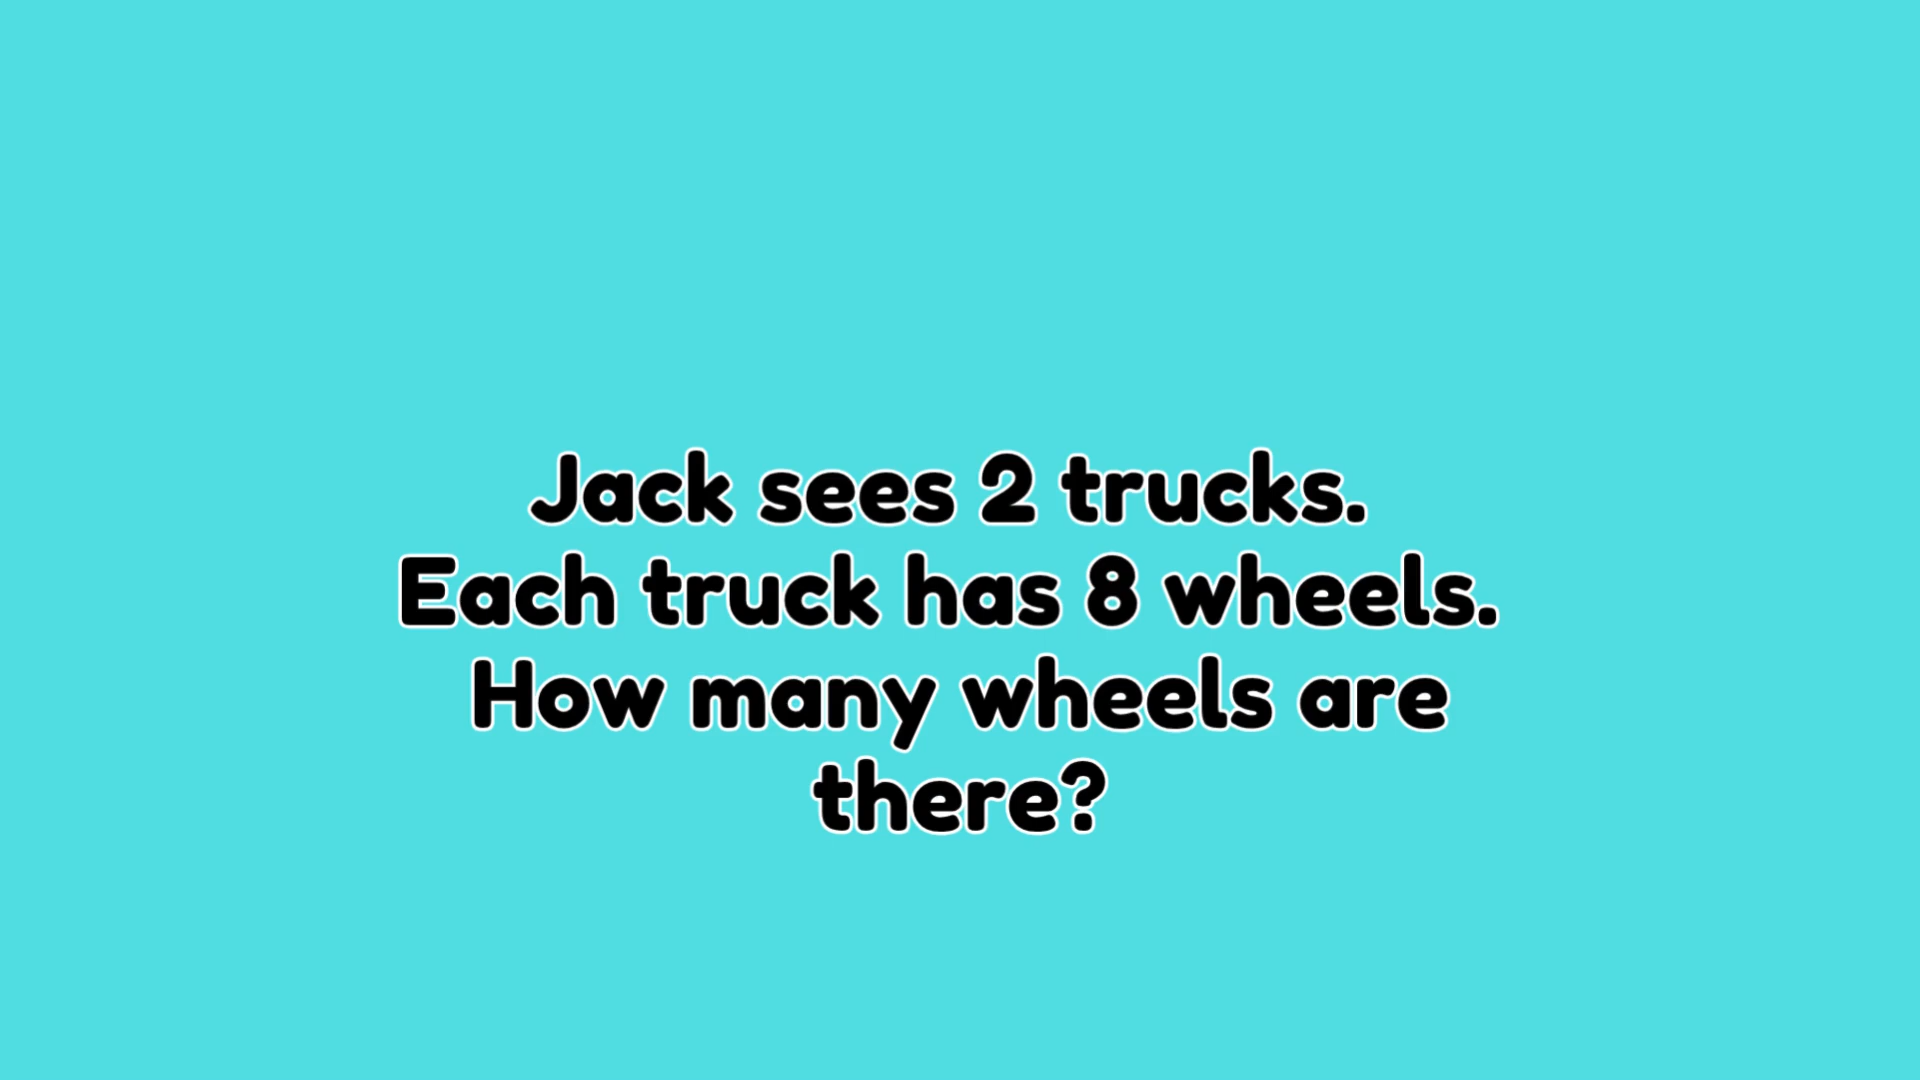 Jack sees 2 trucks.
Each truck has 8 wheels.
How many wheels are
there?